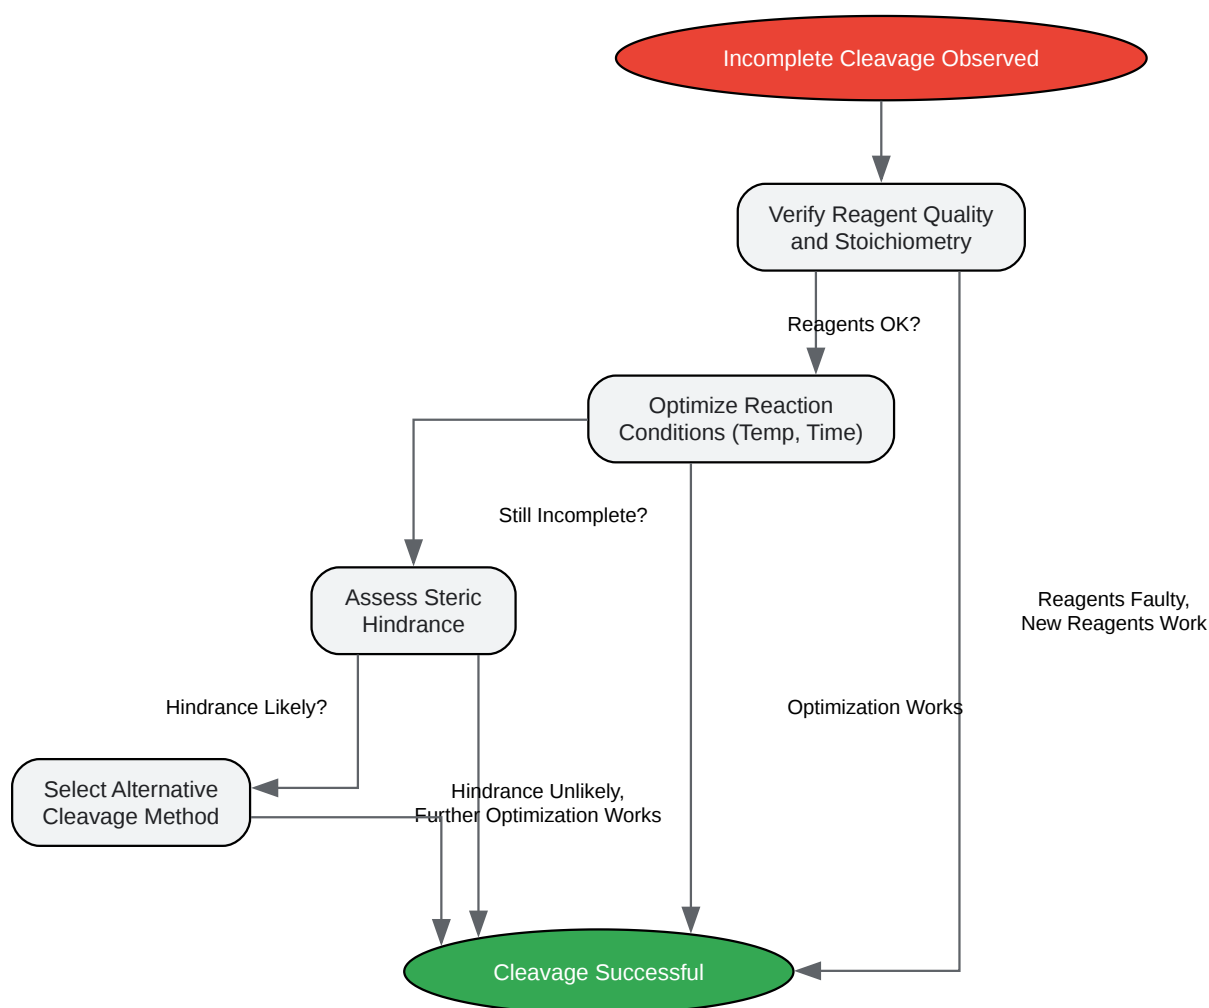 Incomplete Cleavage Observed
Verify Reagent Quality
and Stoichiometry
Reagents OK?
Optimize Reaction
Conditions (Temp, Time)
Still Incomplete?
Assess Steric
Hindrance
Reagents Faulty,
New Reagents Work
Hindrance Likely?
Optimization Works
Select Alternative
Cleavage Method
Hindrance Unlikely,
Further Optimization Works
Cleavage Successful